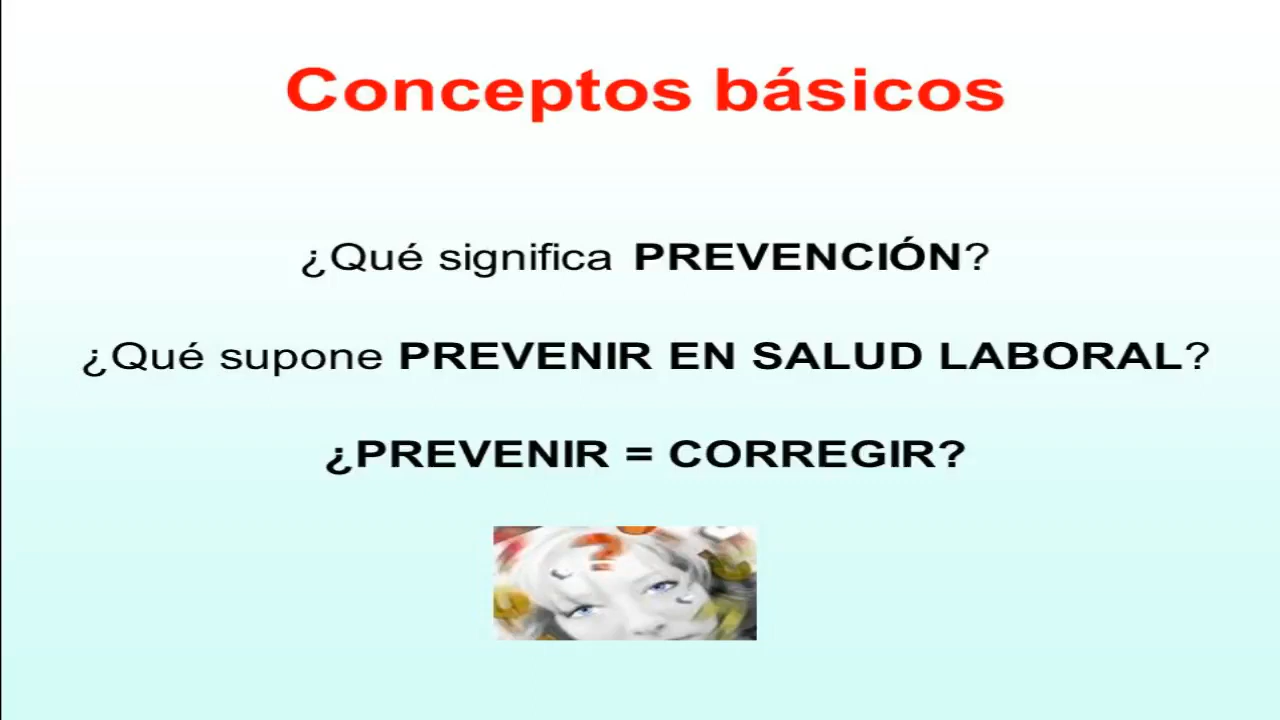 Conceptos básicos
¿Qué significa PREVENCIÓN?
¿Qué supone PREVENIR EN SALUD LABORAL?
¿PREVENIR = CORREGIR?